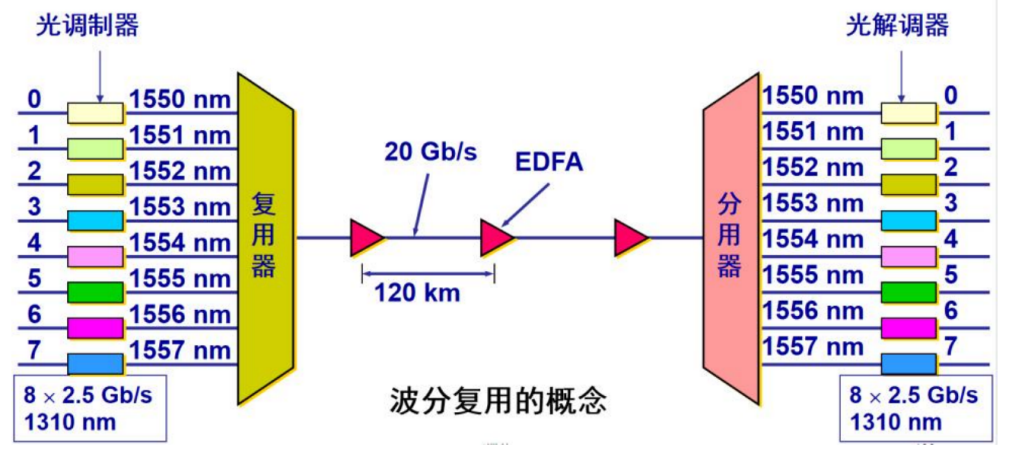 光调制器
光解调器
0 1550 nm
1 1551 nm
2 1552 nm
3 1553 nm
4 1554 nm
5 1555 nm
6 1556 nm
7 1557 nm
8 × 2.5 Gb/s
1310 nm
复用器
20 Gb/s
EDFA
120 km
波分复用的概念
分用器
1550 nm 0
1551 nm 1
1552 nm 2
1553 nm 3
1554 nm 4
1555 nm 5
1556 nm 6
1557 nm 7
8 × 2.5 Gb/s
1310 nm